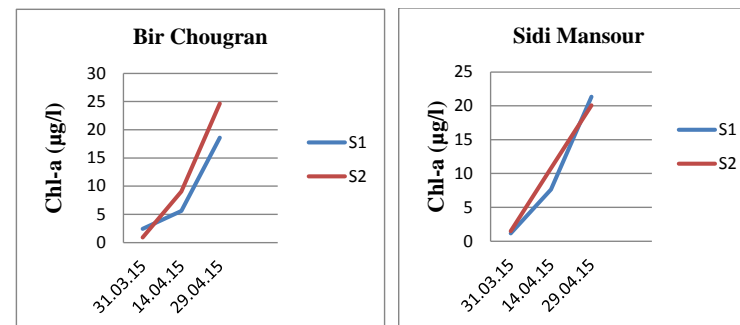 Bir Chougran
Chl-a (µg/l)
30
25
20
15
10
5
0
31.03.15
14.04.15
29.04.15
S1
S2
Sidi Mansour
Chl-a (µg/l)
25
20
15
10
5
0
31.03.15
14.04.15
29.04.15
S1
S2